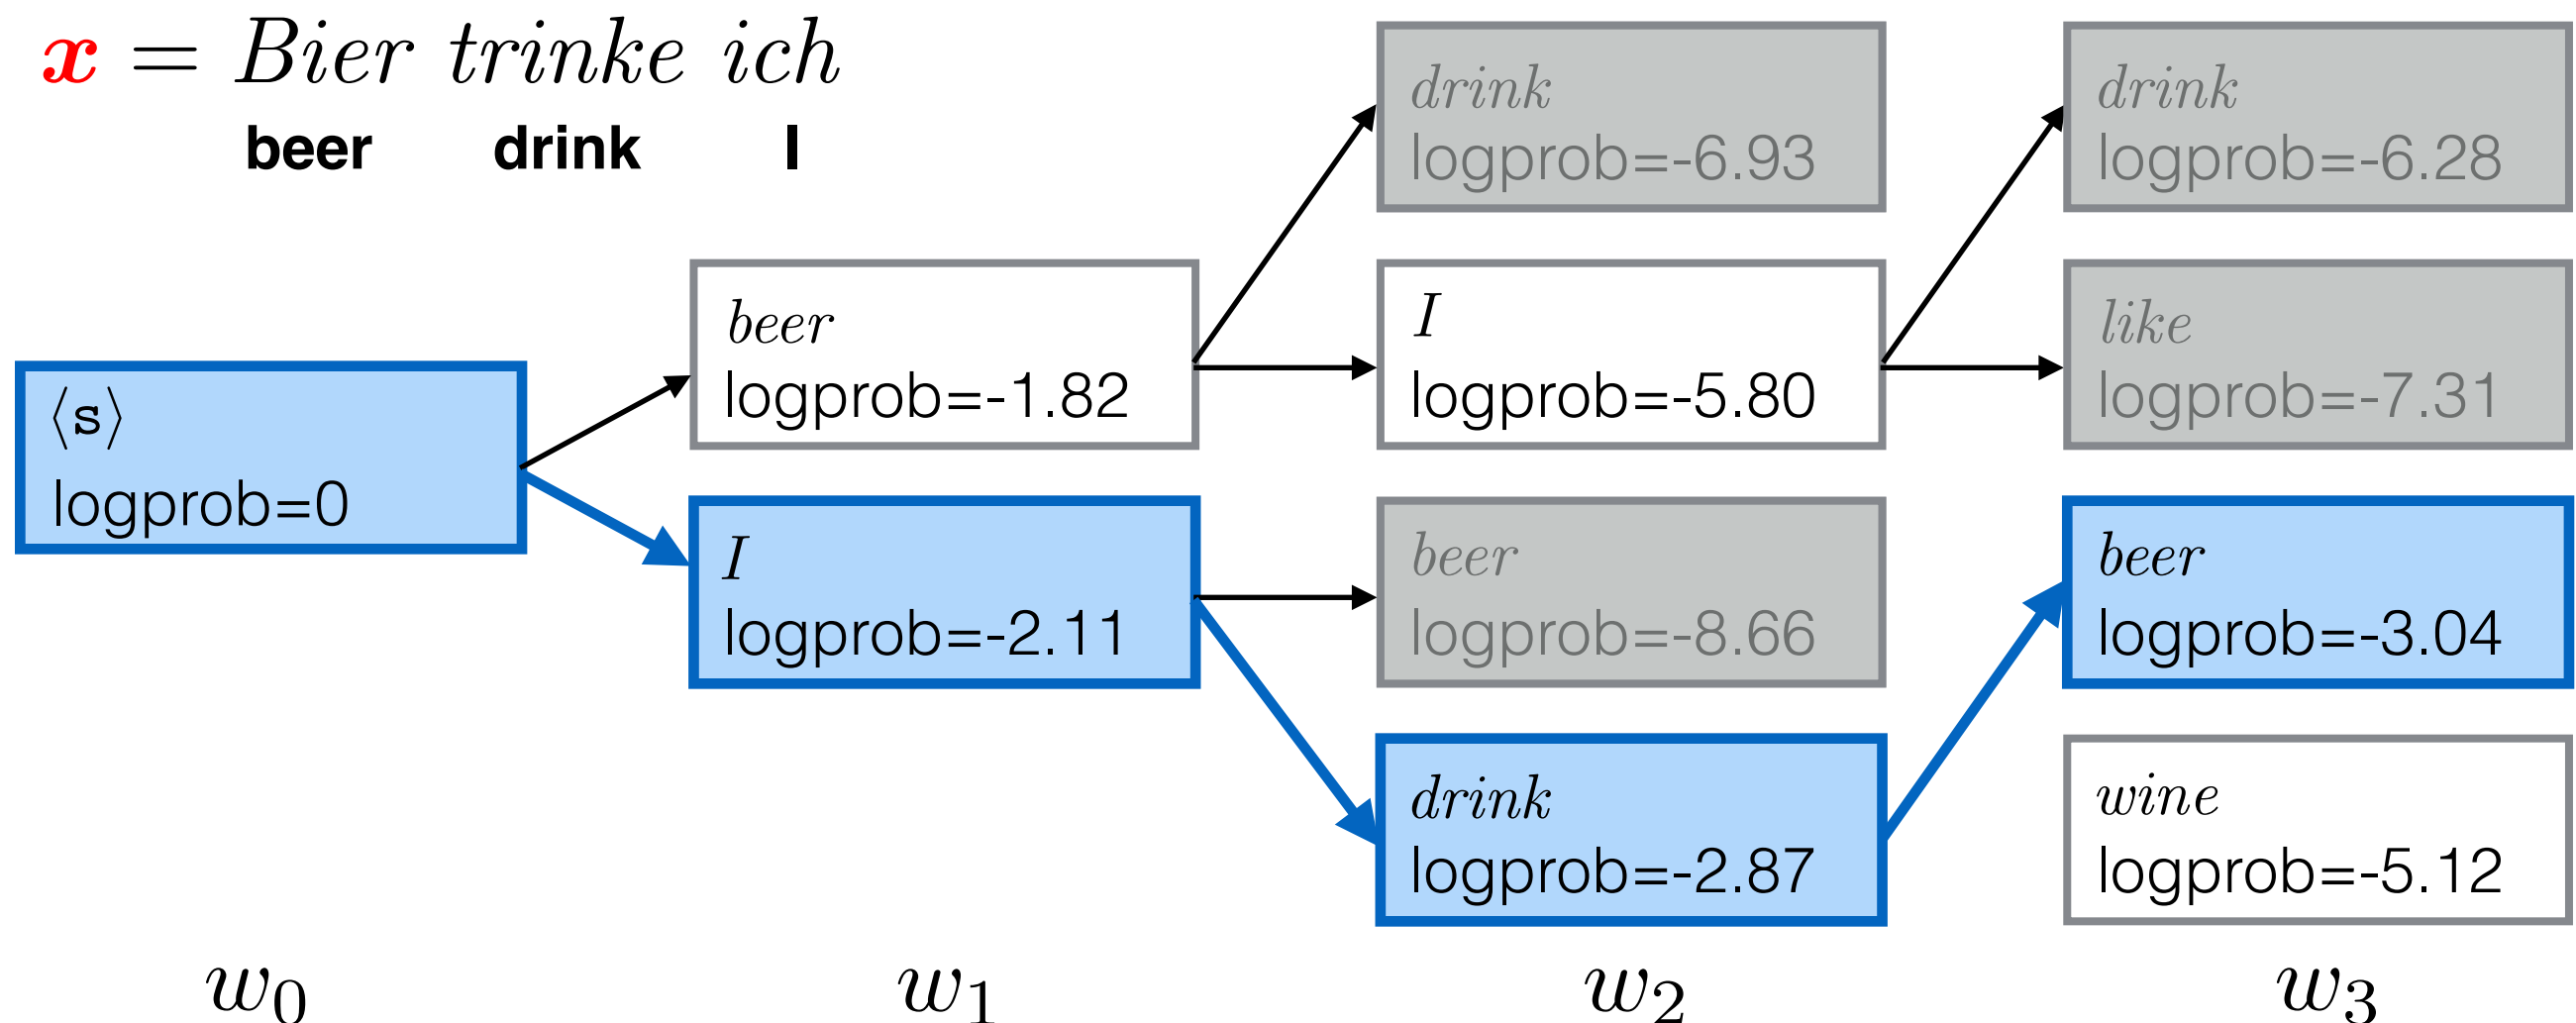 x = Bier trinke ich
beer drink I
⟨s⟩
logprob=0
beer
logprob=-1.82
I
logprob=-2.11
drink
logprob=-6.93
I
logprob=-5.80
beer
logprob=-8.66
drink
logprob=-2.87
drink
logprob=-6.28
like
logprob=-7.31
beer
logprob=-3.04
wine
logprob=-5.12
w₀ w₁ w₂ w₃